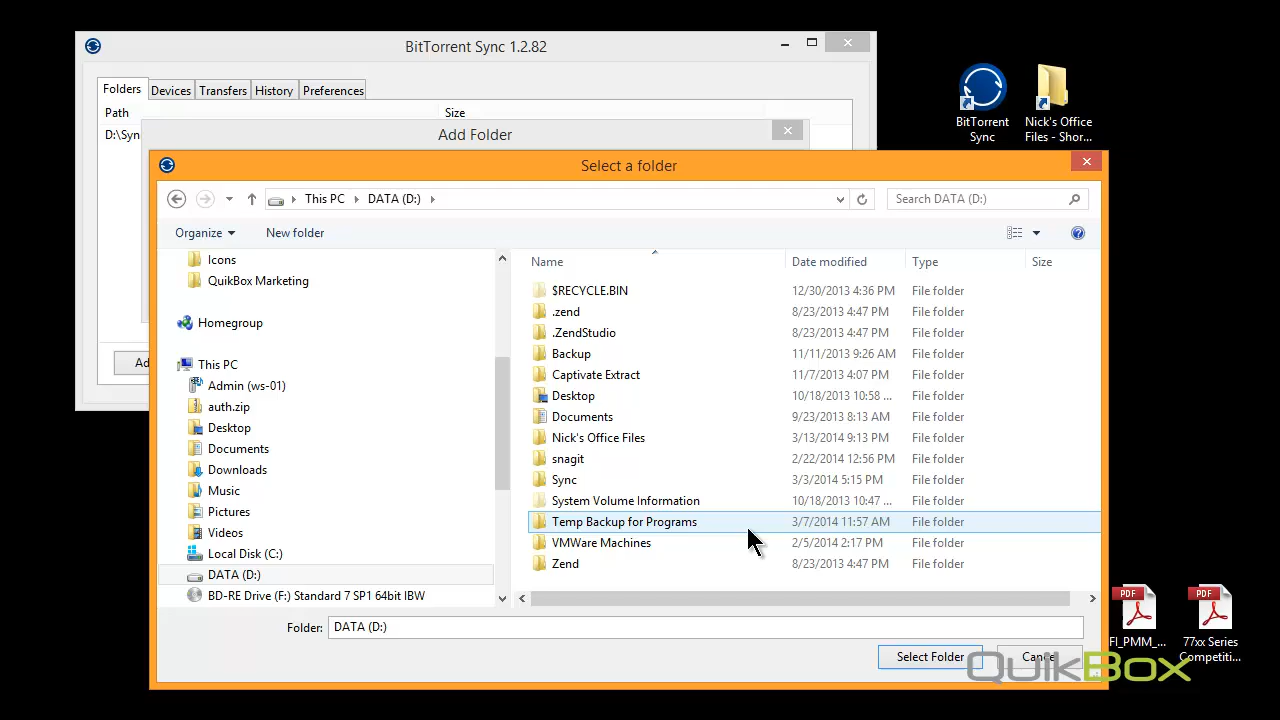 BitTorrent Sync 1.2.82
Folders Devices Transfers History Preferences
Path Size
D:\Syn
Add Folder
Ad
Select a folder
This PC DATA (D:)
Search DATA (D:)
Organize New folder
Icons
QuikBox Marketing
Homegroup
This PC
Admin (ws-01)
auth.zip
Desktop
Documents
Downloads
Music
Pictures
Videos
Local Disk (C:)
DATA (D:)
BD-RE Drive (F:) Standard 7 SP1 64bit IBW
Name Date modified Type Size
$RECYCLE.BIN 12/30/2013 4:36 PM File folder
.zend 8/23/2013 4:47 PM File folder
.ZendStudio 8/23/2013 4:47 PM File folder
Backup 11/11/2013 9:26 AM File folder
Captivate Extract 11/7/2013 4:07 PM File folder
Desktop 10/18/2013 10:58 ... File folder
Documents 9/23/2013 8:13 AM File folder
Nick's Office Files 3/13/2014 9:13 PM File folder
snagit 2/22/2014 12:56 PM File folder
Sync 3/3/2014 5:15 PM File folder
System Volume Information 10/18/2013 10:47 ... File folder
Temp Backup for Programs 3/7/2014 11:57 AM File folder
VMWare Machines 2/5/2014 2:17 PM File folder
Zend 8/23/2013 4:47 PM File folder
Folder: DATA (D:)
Select Folder Cancel
BitTorrent
Sync
Nick's Office
Files - Shor...
PDF
FI_PMM_...
PDF
77xx Series
Competiti...
QuikBox